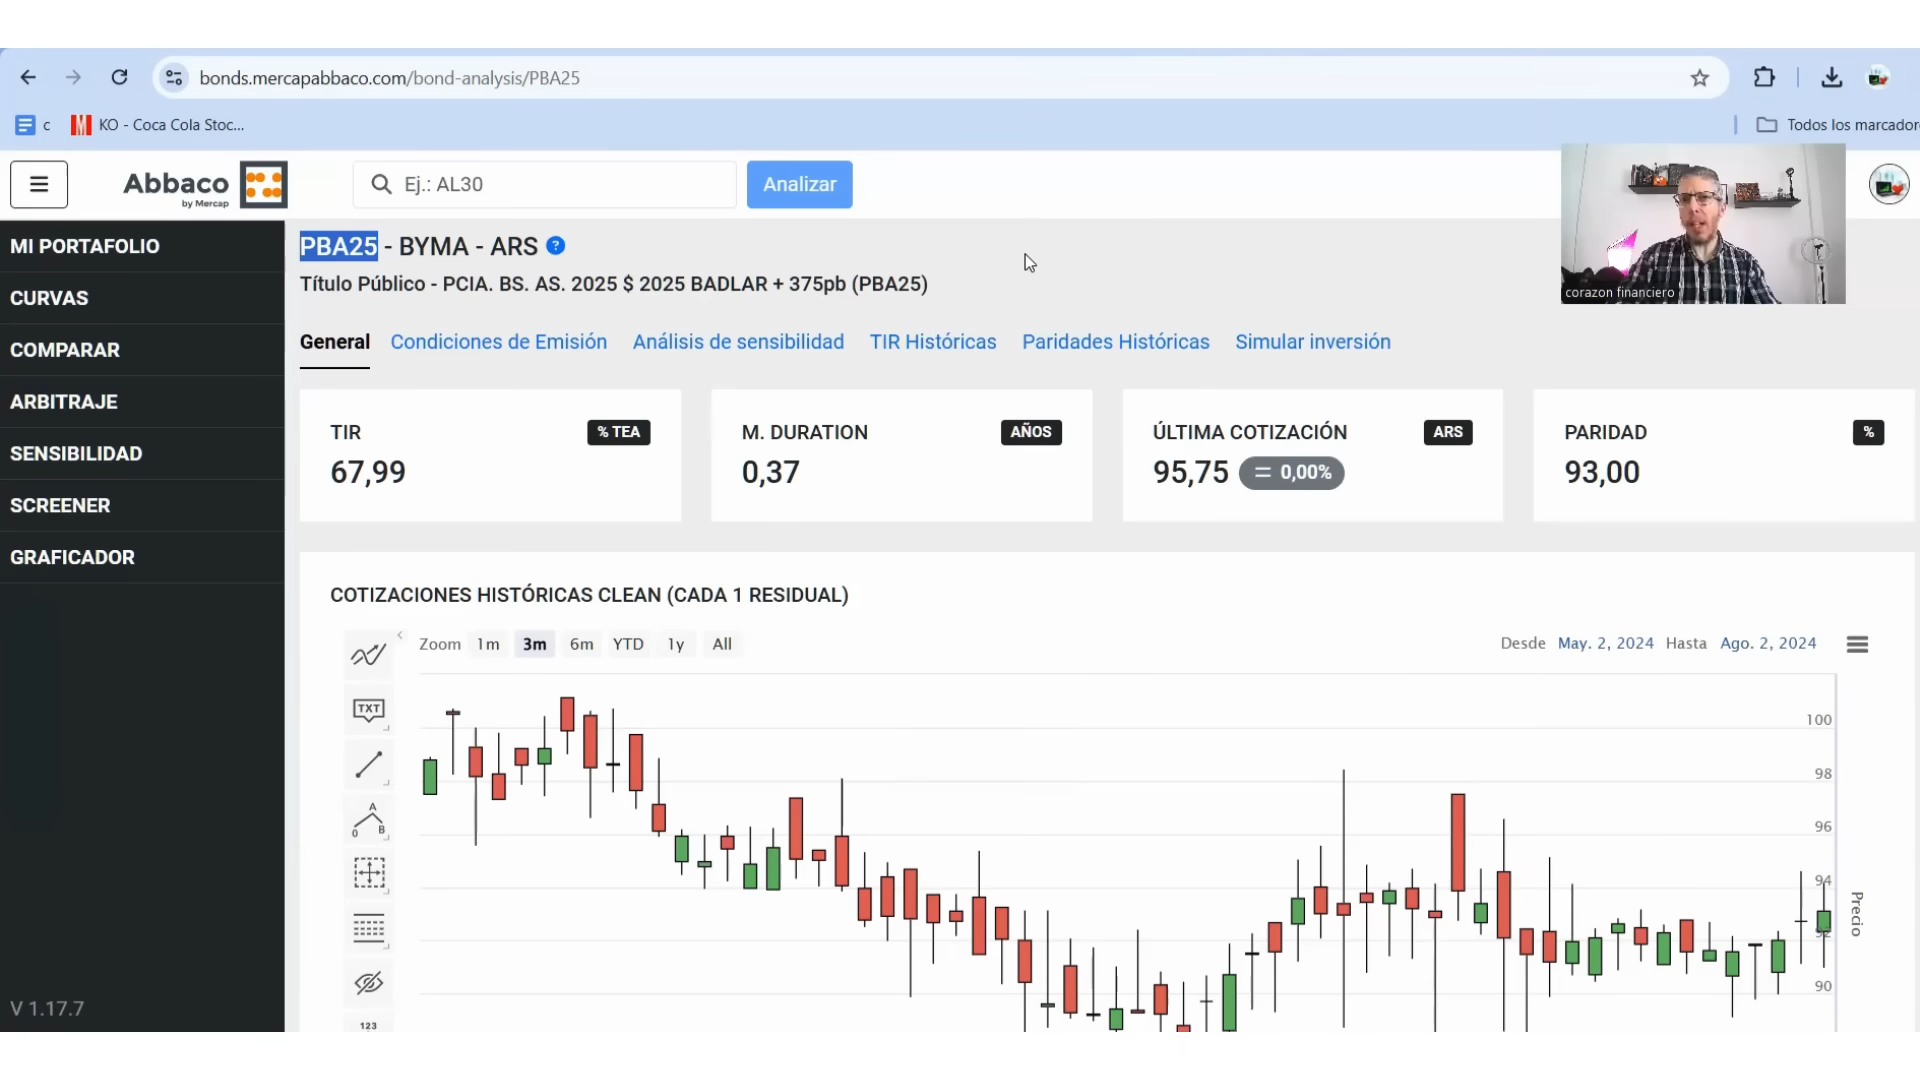 bonds.mercapabbaco.com/bond-analysis/PBA25
c
KO - Coca Cola Stoc...
Todos los marcador
Abbaco
by Mercap
Ej.: AL30
Analizar
corazon financiero
MI PORTAFOLIO
CURVAS
COMPARAR
ARBITRAJE
SENSIBILIDAD
SCREENER
GRAFICADOR
V 1.17.7
PBA25 - BYMA - ARS ?
Título Público - PCIA. BS. AS. 2025 $ 2025 BADLAR + 375pb (PBA25)
General Condiciones de Emisión Análisis de sensibilidad TIR Históricas Paridades Históricas Simular inversión
TIR % TEA
67,99
M. DURATION AÑOS
0,37
ÚLTIMA COTIZACIÓN ARS
95,75 = 0,00%
PARIDAD %
93,00
COTIZACIONES HISTÓRICAS CLEAN (CADA 1 RESIDUAL)
Zoom 1m 3m 6m YTD 1y All
Desde May. 2, 2024 Hasta Ago. 2, 2024
TXT
A
0 B
123
100
98
96
94
92
90
Precio